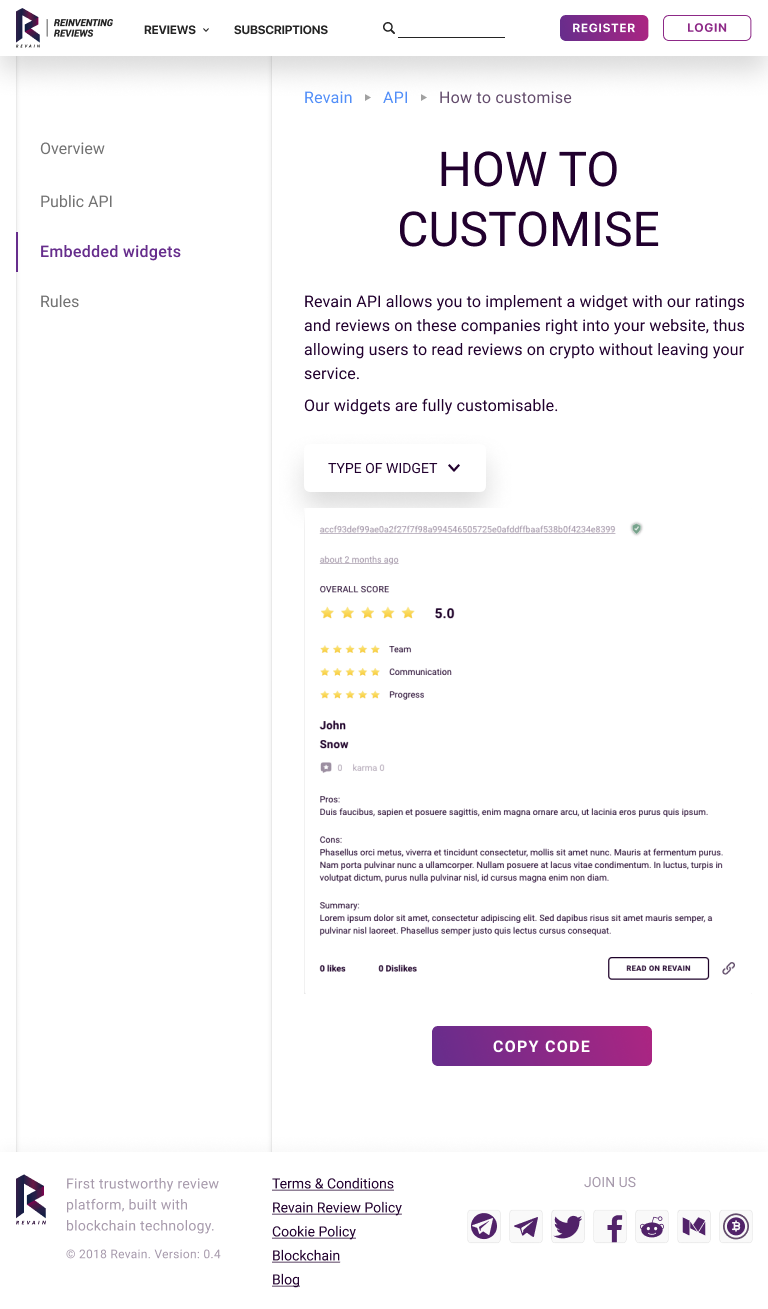 REVAIN
REINVENTING
REVIEWS
REVIEWS
SUBSCRIPTIONS
REGISTER
LOGIN
Revain
API
How to customise
Overview
Public API
Embedded widgets
Rules
HOW TO
CUSTOMISE
Revain API allows you to implement a widget with our ratings
and reviews on these companies right into your website, thus
allowing users to read reviews on crypto without leaving your
service.
Our widgets are fully customisable.
TYPE OF WIDGET
accf93def99ae0a2f27f7f98a994546505725e0afddffbaaf538b0f4234e8399
about 2 months ago
OVERALL SCORE
5.0
Team
Communication
Progress
John
Snow
0 karma 0
Pros:
Duis faucibus, sapien et posuere sagittis, enim magna ornare arcu, ut lacinia eros purus quis ipsum.
Cons:
Phasellus orci metus, viverra et tincidunt consectetur, mollis sit amet nunc. Mauris at fermentum purus.
Nam porta pulvinar nunc a ullamcorper. Nullam posuere at lacus vitae condimentum. In luctus, turpis in
volutpat dictum, purus nulla pulvinar nisl, id cursus magna enim non diam.
Summary:
Lorem ipsum dolor sit amet, consectetur adipiscing elit. Sed dapibus risus sit amet mauris semper, a
pulvinar nisl laoreet. Phasellus semper justo quis lectus cursus consequat.
0 likes
0 Dislikes
READ ON REVAIN
COPY CODE
REVAIN
First trustworthy review
platform, built with
blockchain technology.
© 2018 Revain. Version: 0.4
Terms & Conditions
Revain Review Policy
Cookie Policy
Blockchain
Blog
JOIN US